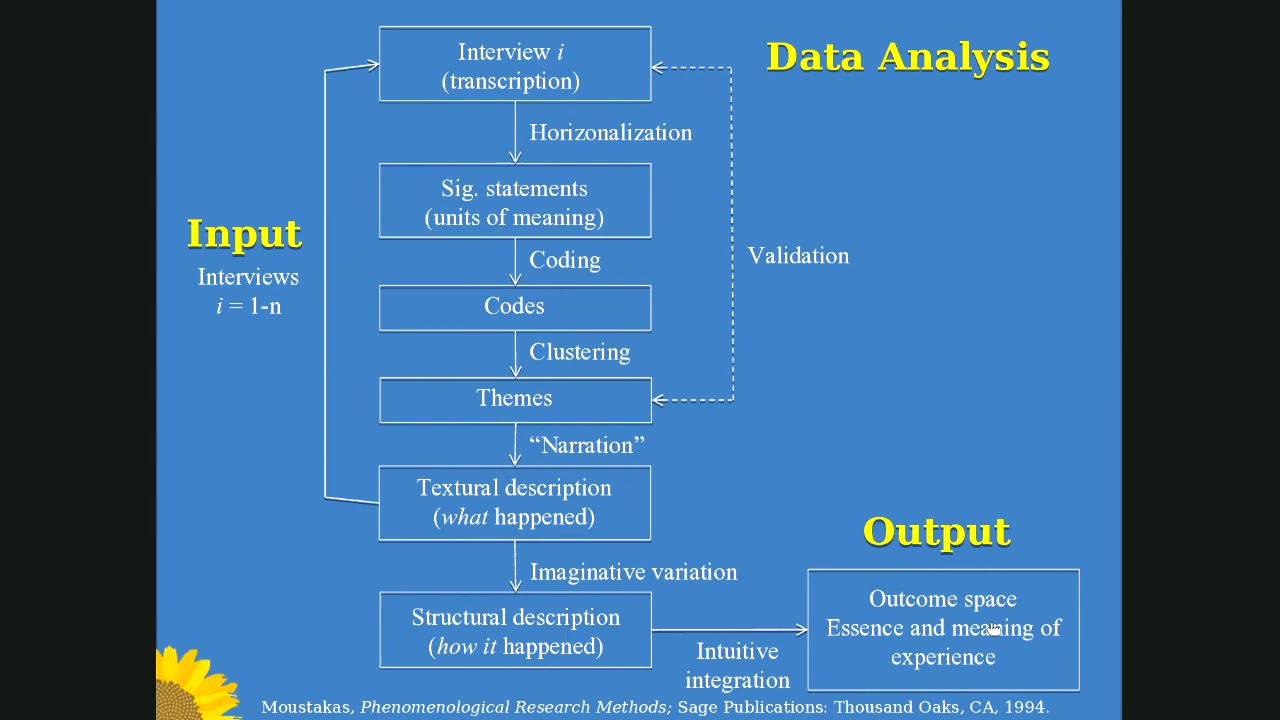 Data Analysis
Interview i
(transcription)
Horizonalization
Sig. statements
(units of meaning)
Input
Interviews
i = 1-n
Coding
Validation
Codes
Clustering
Themes
“Narration”
Textural description
(what happened)
Output
Imaginative variation
Structural description
(how it happened)
Intuitive
integration
Outcome space
Essence and meaning of
experience
Moustakas, Phenomenological Research Methods; Sage Publications: Thousand Oaks, CA, 1994.